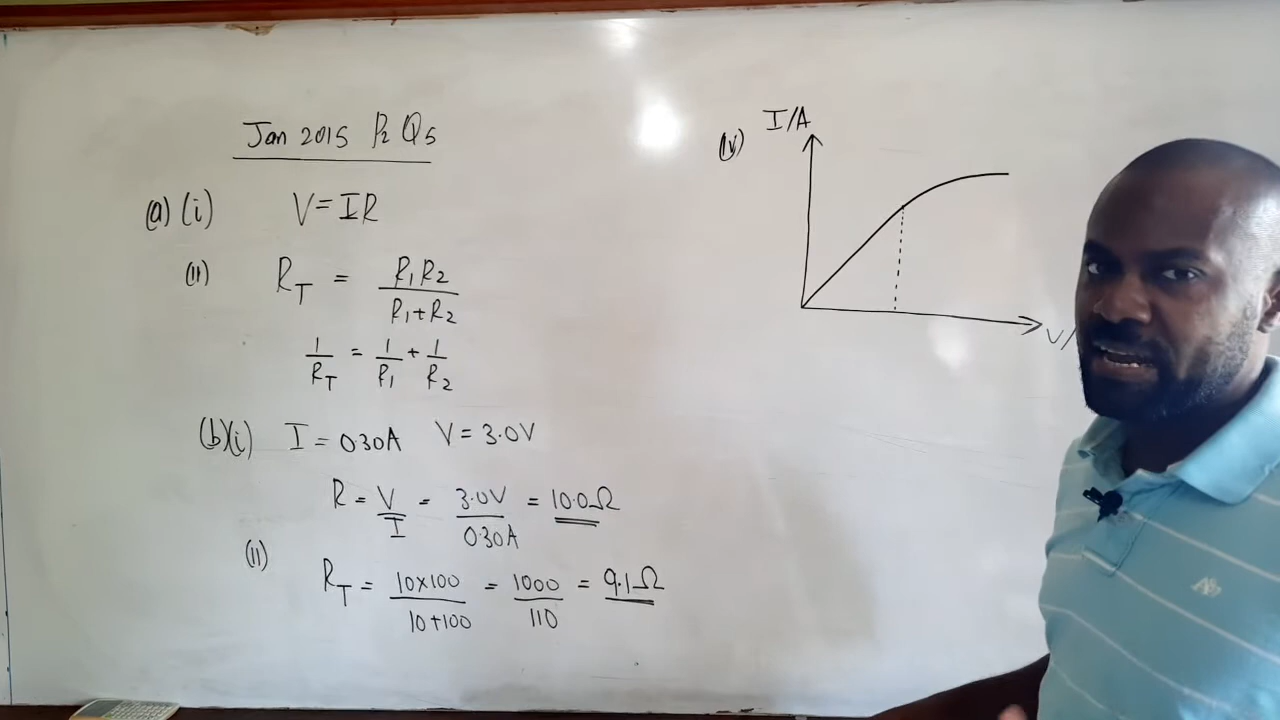 Jan 2015 P2 Q5
(a) (i) V=IR
(ii) R_T = R₁R₂/R₁+R₂
1/R_T = 1/R₁ + 1/R₂
(b)(i) I = 0.30A V = 3.0V
R = V/I = 3.0V/0.30A = 10.0Ω
(ii) R_T = 10×100/10+100 = 1000/110 = 9.1Ω
(iv) I/A
V/